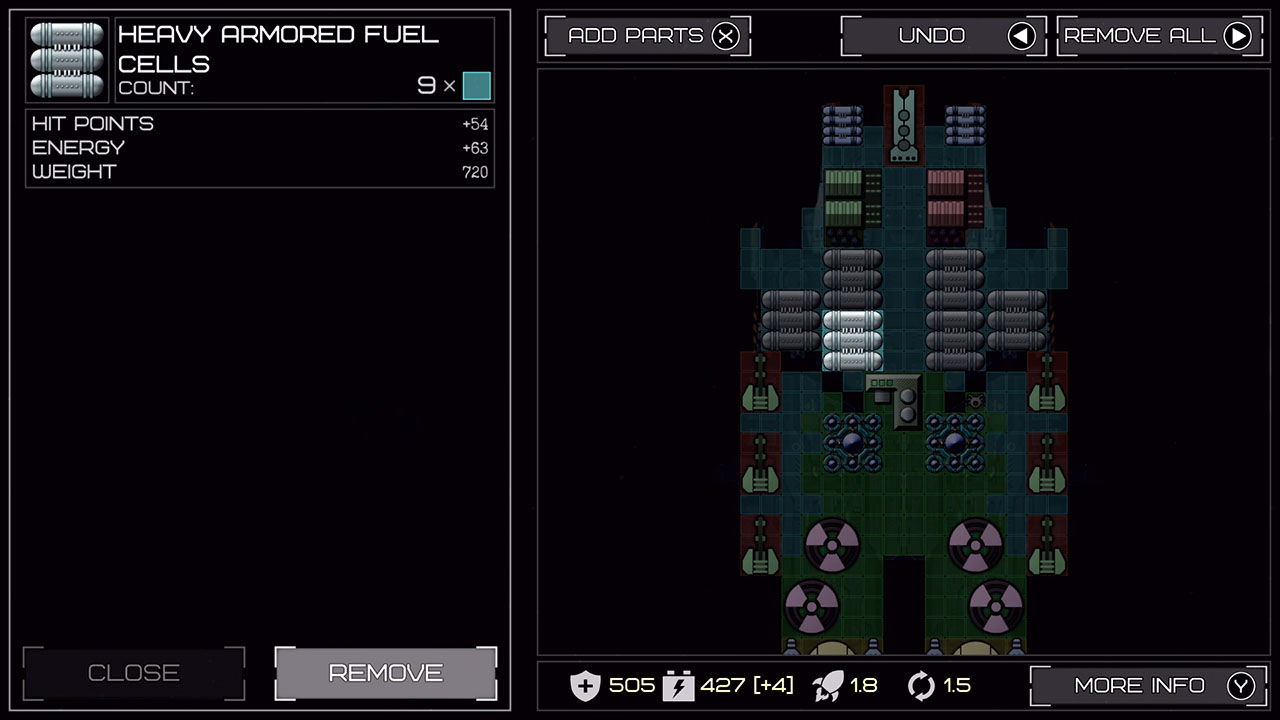 HEAVY ARMORED FUEL
CELLS
COUNT: 9 ×
HIT POINTS +54
ENERGY +63
WEIGHT 720
CLOSE
REMOVE
ADD PARTS
UNDO
REMOVE ALL
505 427 [+4] 1.8 1.5
MORE INFO Y